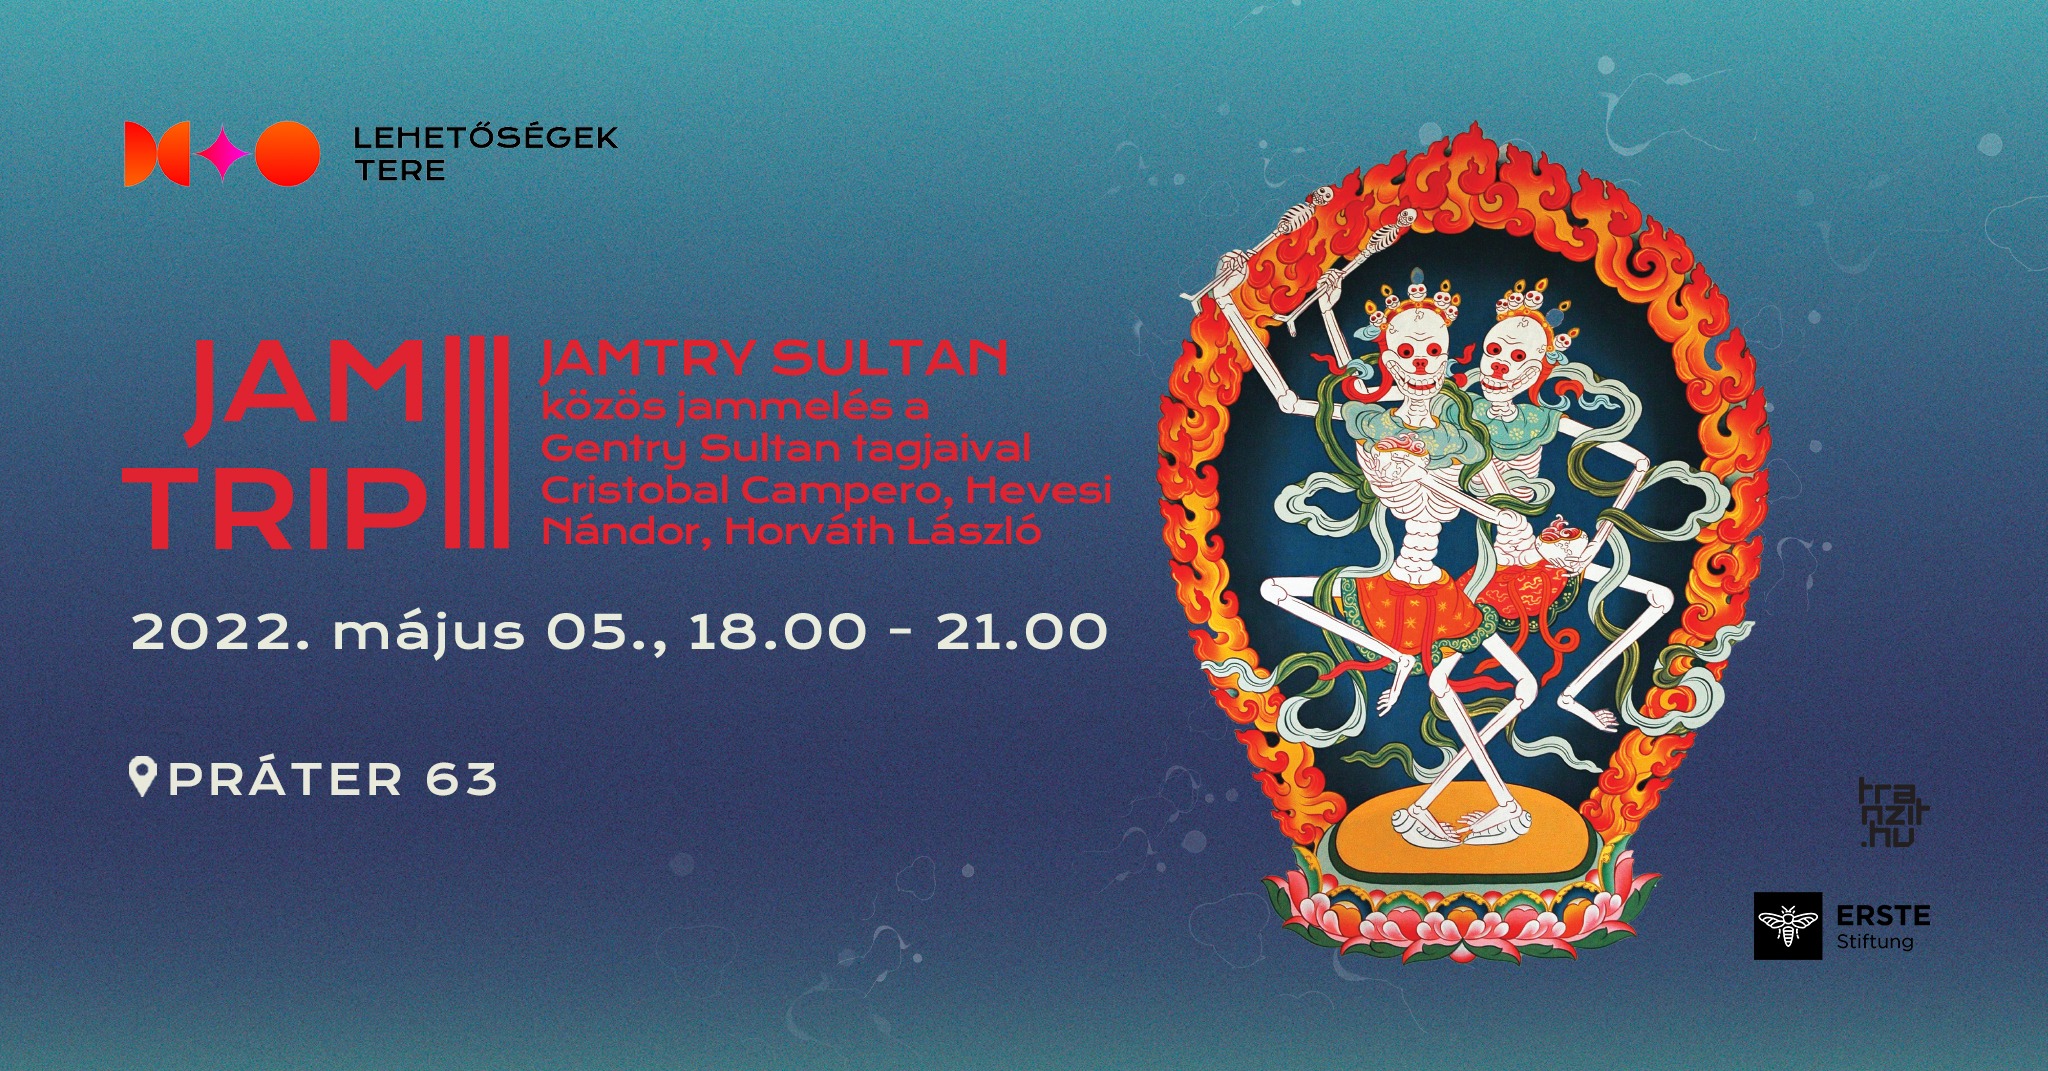 LEHETŐSÉGEK
TERE
JAM
TRIP
JAMTRY SULTAN
közös jammelés a
Gentry Sultan tagjaival
Cristobal Campero, Hevesi
Nándor, Horváth László
2022. május 05., 18.00 - 21.00
PRÁTER 63
tra
nzit
.hu
ERSTE
Stiftung